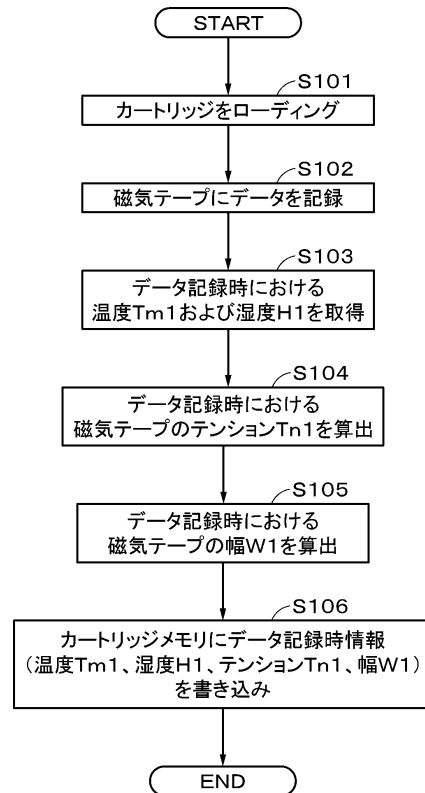 START
S101
カートリッジをローディング
S102
磁気テープにデータを記録
S103
データ記録時における
温度Tm1および湿度H1を取得
S104
データ記録時における
磁気テープのテンションTn1を算出
S105
データ記録時における
磁気テープの幅W1を算出
S106
カートリッジメモリにデータ記録時情報
（温度Tm1、湿度H1、テンションTn1、幅W1）
を書き込み
END